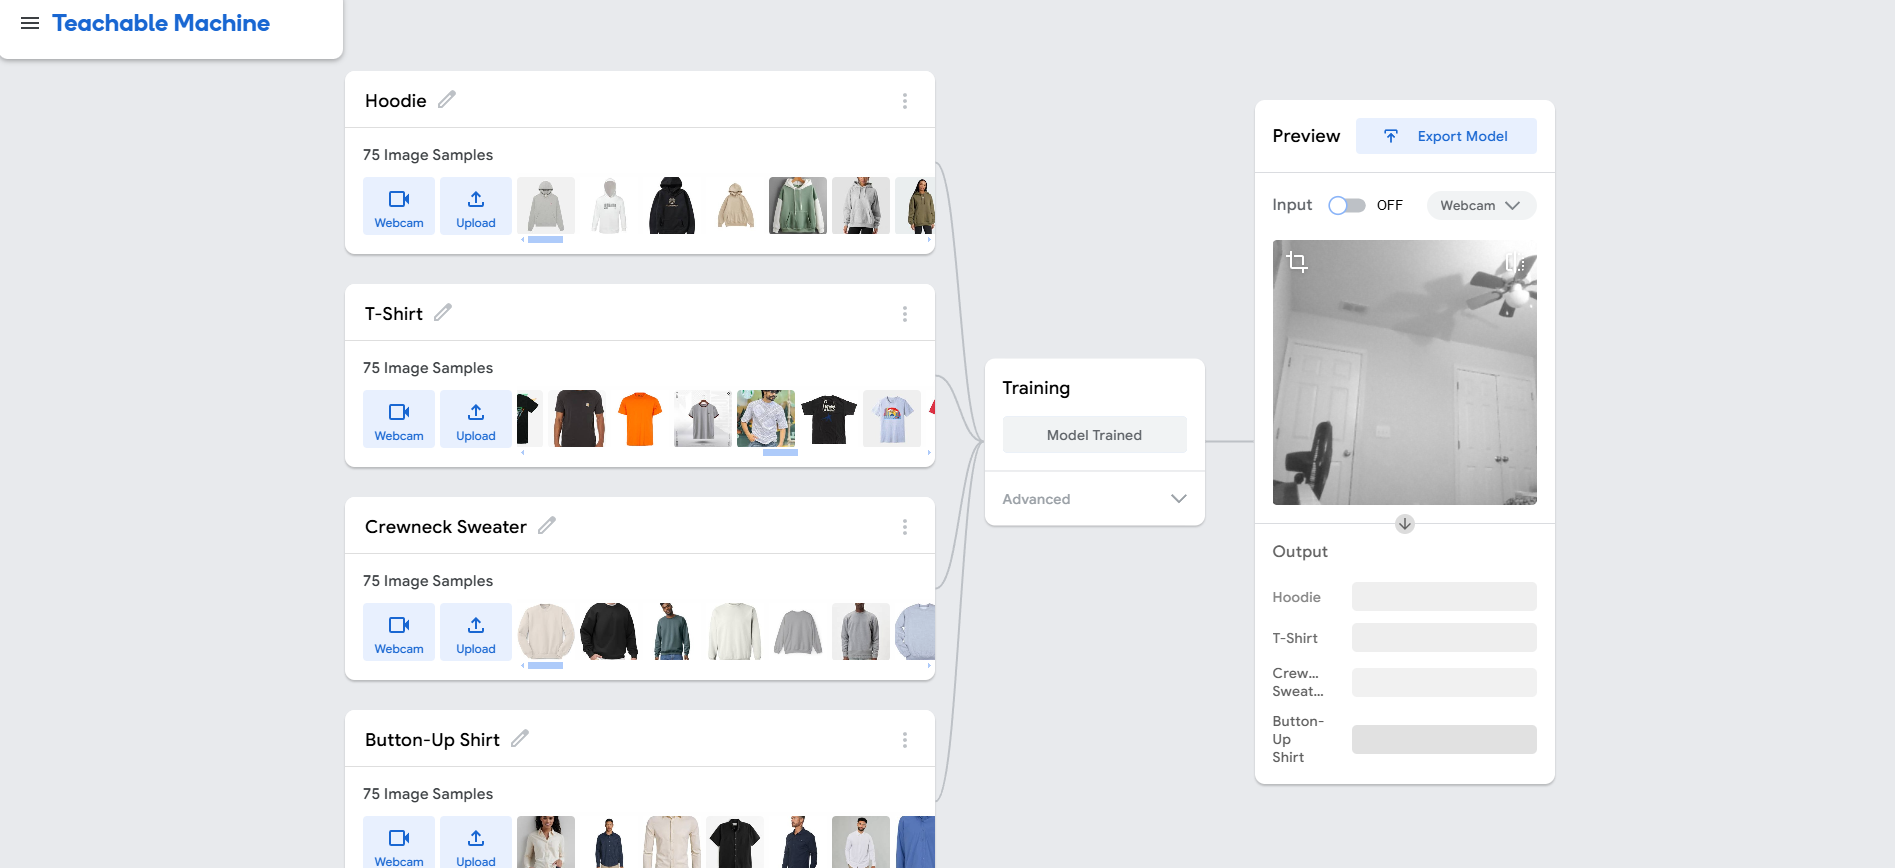 Teachable Machine
Hoodie
75 Image Samples
Webcam
Upload
T-Shirt
75 Image Samples
Webcam
Upload
Crewneck Sweater
75 Image Samples
Webcam
Upload
Button-Up Shirt
75 Image Samples
Webcam
Upload
Training
Model Trained
Advanced
Preview
Export Model
Input
OFF
Webcam
Output
Hoodie
T-Shirt
Crew...
Sweat...
Button-
Up
Shirt